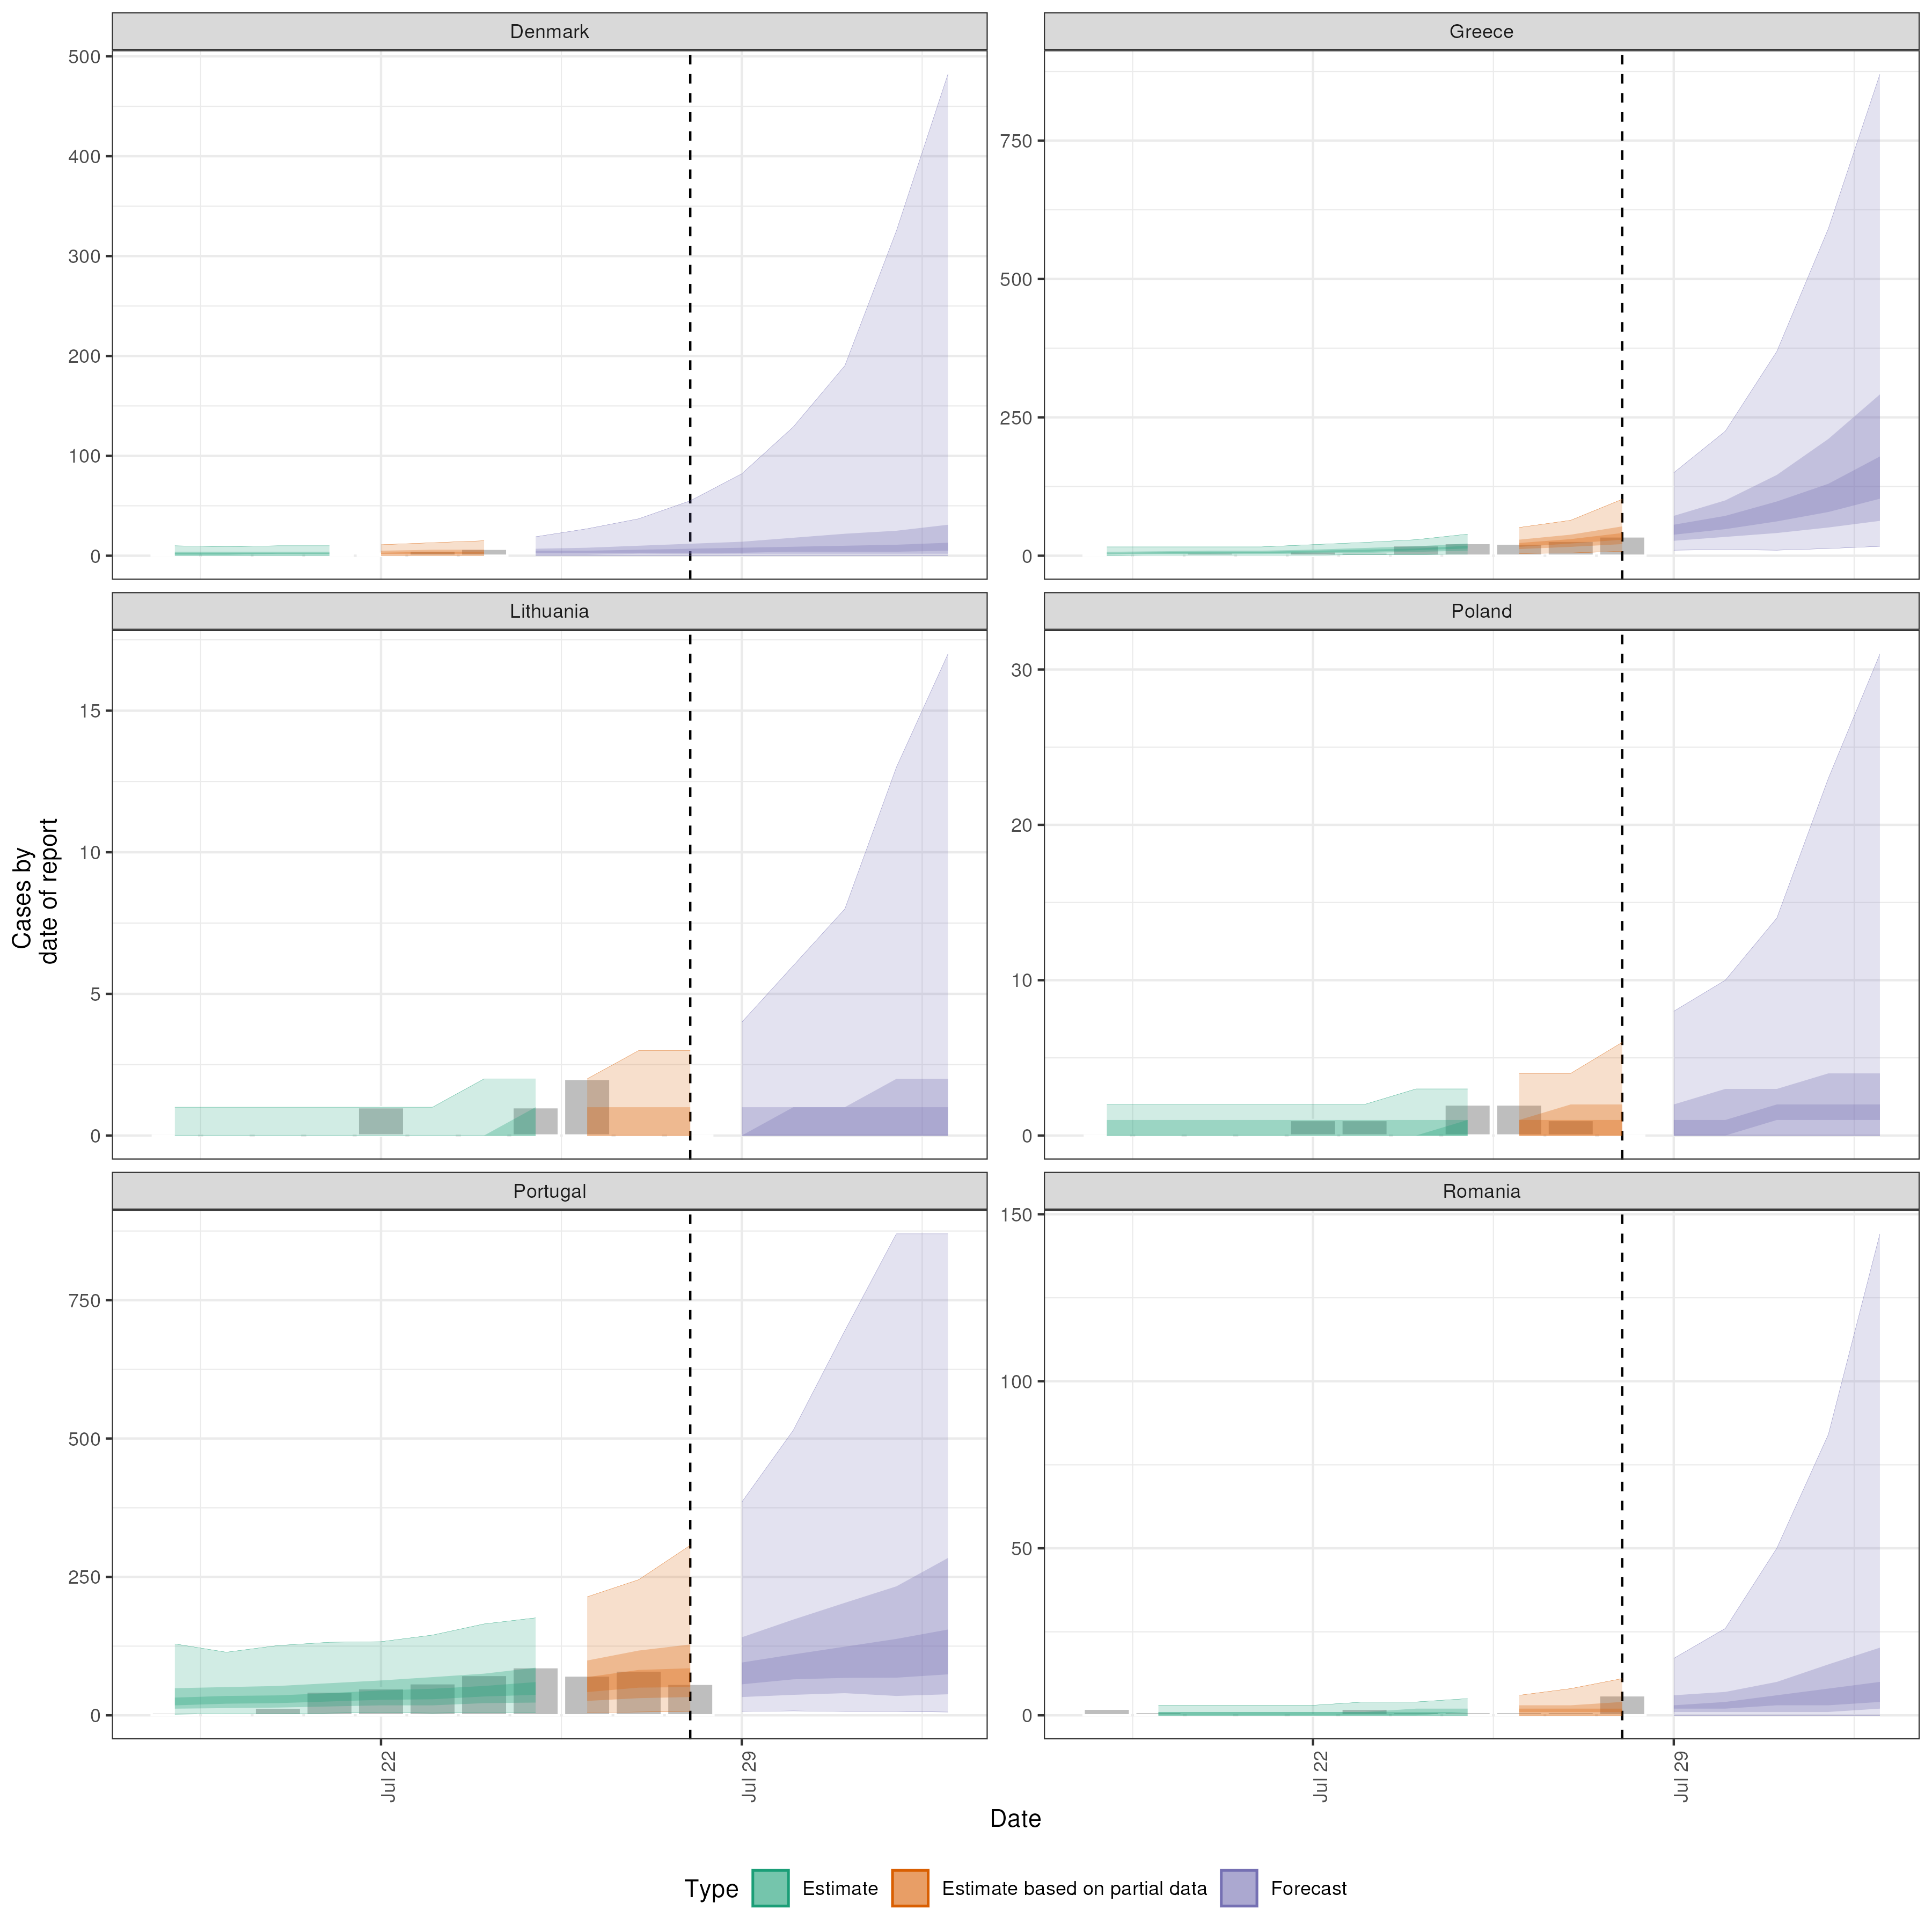 Denmark
Greece
500
400
300
200
100
0
750
500
250
0
Lithuania
Poland
15
10
5
0
30
20
10
0
Cases by
date of report
Portugal
Romania
750
500
250
0
150
100
50
0
Jul 22
Jul 29
Jul 22
Jul 29
Date
Type
Estimate
Estimate based on partial data
Forecast